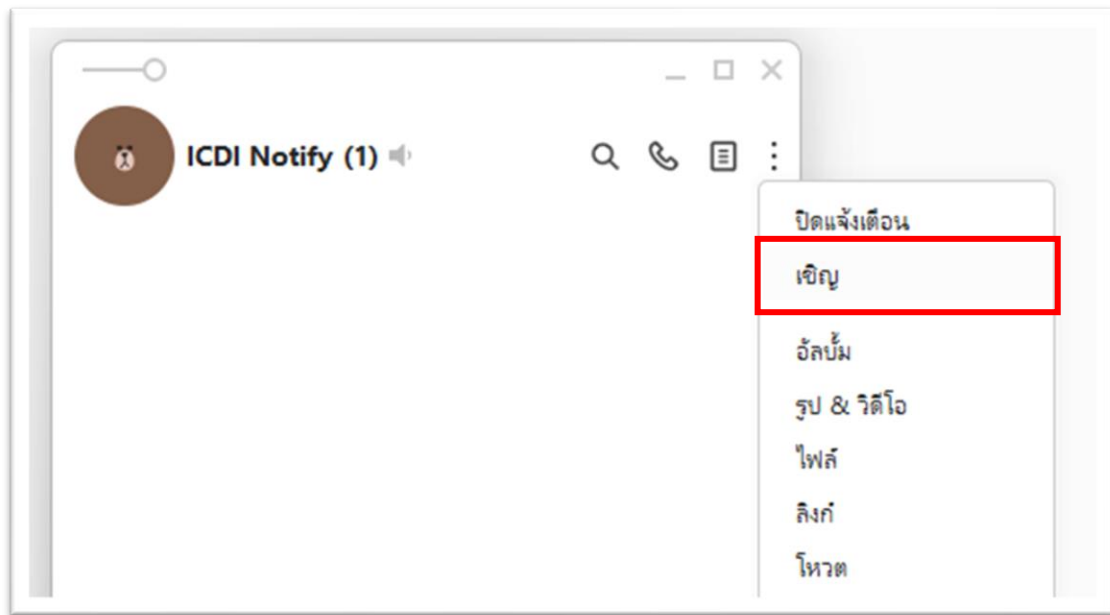 ICDI Notify (1)
ปิดแจ้งเตือน
เชิญ
อัลบั้ม
รูป & วิดีโอ
ไฟล์
ลิงก์
โหวต